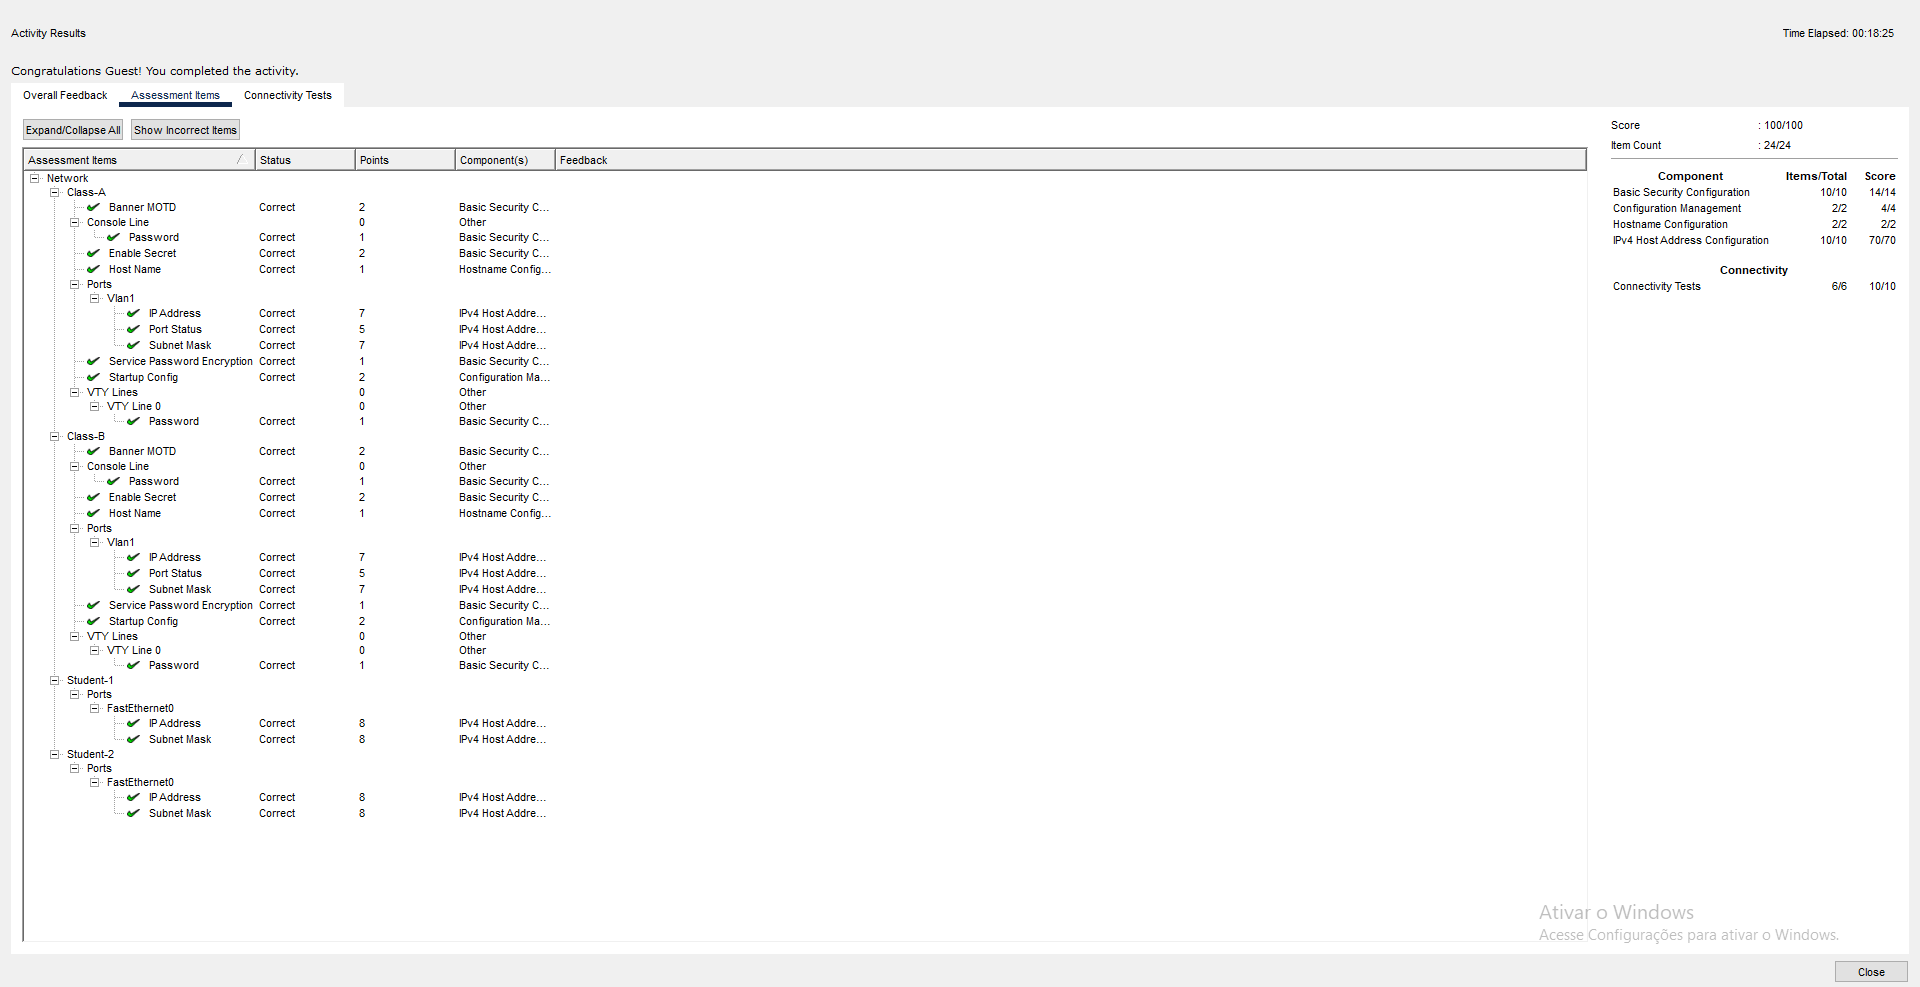 Activity Results
Time Elapsed: 00:18:25
Congratulations Guest! You completed the activity.
Overall Feedback Assessment Items Connectivity Tests
Expand/Collapse All Show Incorrect Items
Assessment Items Status Points Component(s) Feedback
Network
Class-A
Banner MOTD Correct 2 Basic Security C...
Console Line 0 Other
Password Correct 1 Basic Security C...
Enable Secret Correct 2 Basic Security C...
Host Name Correct 1 Hostname Config...
Ports
Vlan1
IP Address Correct 7 IPv4 Host Addre...
Port Status Correct 5 IPv4 Host Addre...
Subnet Mask Correct 7 IPv4 Host Addre...
Service Password Encryption Correct 1 Basic Security C...
Startup Config Correct 2 Configuration Ma...
VTY Lines 0 Other
VTY Line 0 0 Other
Password Correct 1 Basic Security C...
Class-B
Banner MOTD Correct 2 Basic Security C...
Console Line 0 Other
Password Correct 1 Basic Security C...
Enable Secret Correct 2 Basic Security C...
Host Name Correct 1 Hostname Config...
Ports
Vlan1
IP Address Correct 7 IPv4 Host Addre...
Port Status Correct 5 IPv4 Host Addre...
Subnet Mask Correct 7 IPv4 Host Addre...
Service Password Encryption Correct 1 Basic Security C...
Startup Config Correct 2 Configuration Ma...
VTY Lines 0 Other
VTY Line 0 0 Other
Password Correct 1 Basic Security C...
Student-1
Ports
FastEthernet0
IP Address Correct 8 IPv4 Host Addre...
Subnet Mask Correct 8 IPv4 Host Addre...
Student-2
Ports
FastEthernet0
IP Address Correct 8 IPv4 Host Addre...
Subnet Mask Correct 8 IPv4 Host Addre...
Score : 100/100
Item Count : 24/24
Component Items/Total Score
Basic Security Configuration 10/10 14/14
Configuration Management 2/2 4/4
Hostname Configuration 2/2 2/2
IPv4 Host Address Configuration 10/10 70/70
Connectivity
Connectivity Tests 6/6 10/10
Ativar o Windows
Acesse Configurações para ativar o Windows.
Close